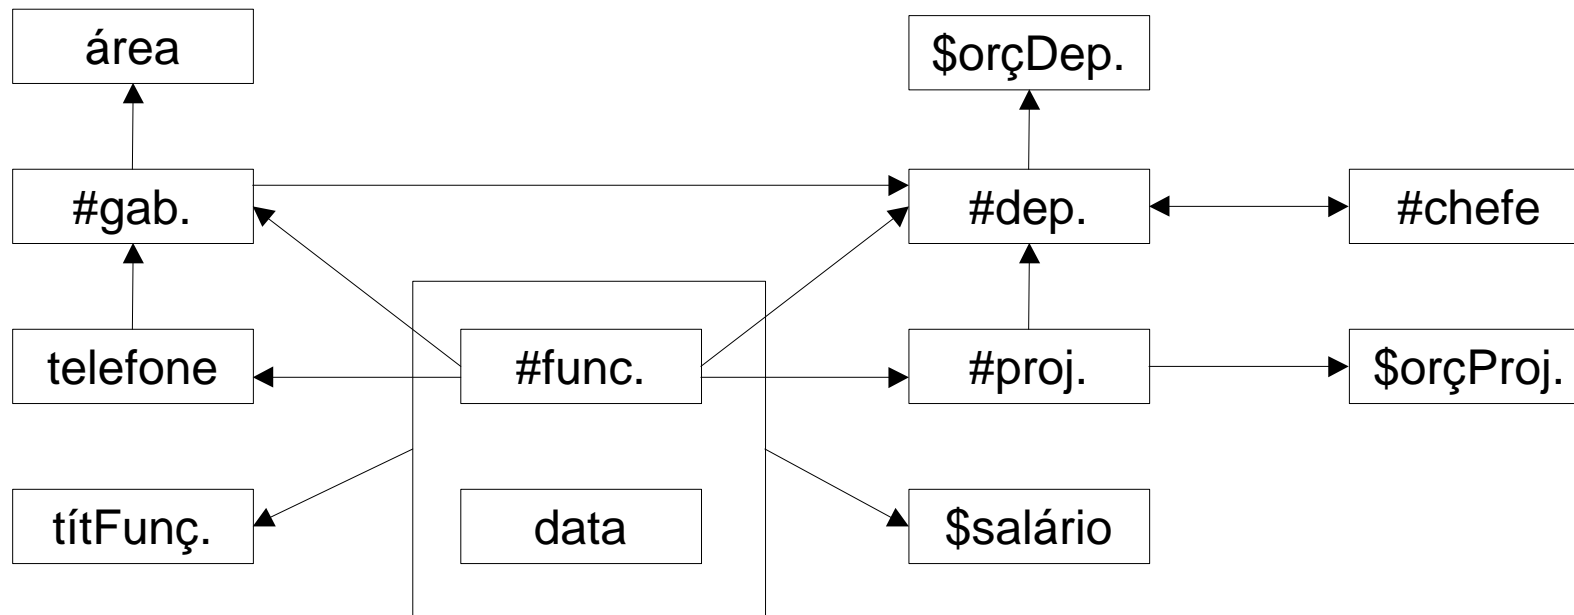 área
$orçDep.
#gab.
#dep.
#chefe
telefone
#func.
#proj.
$orçProj.
títFunç.
data
$salário